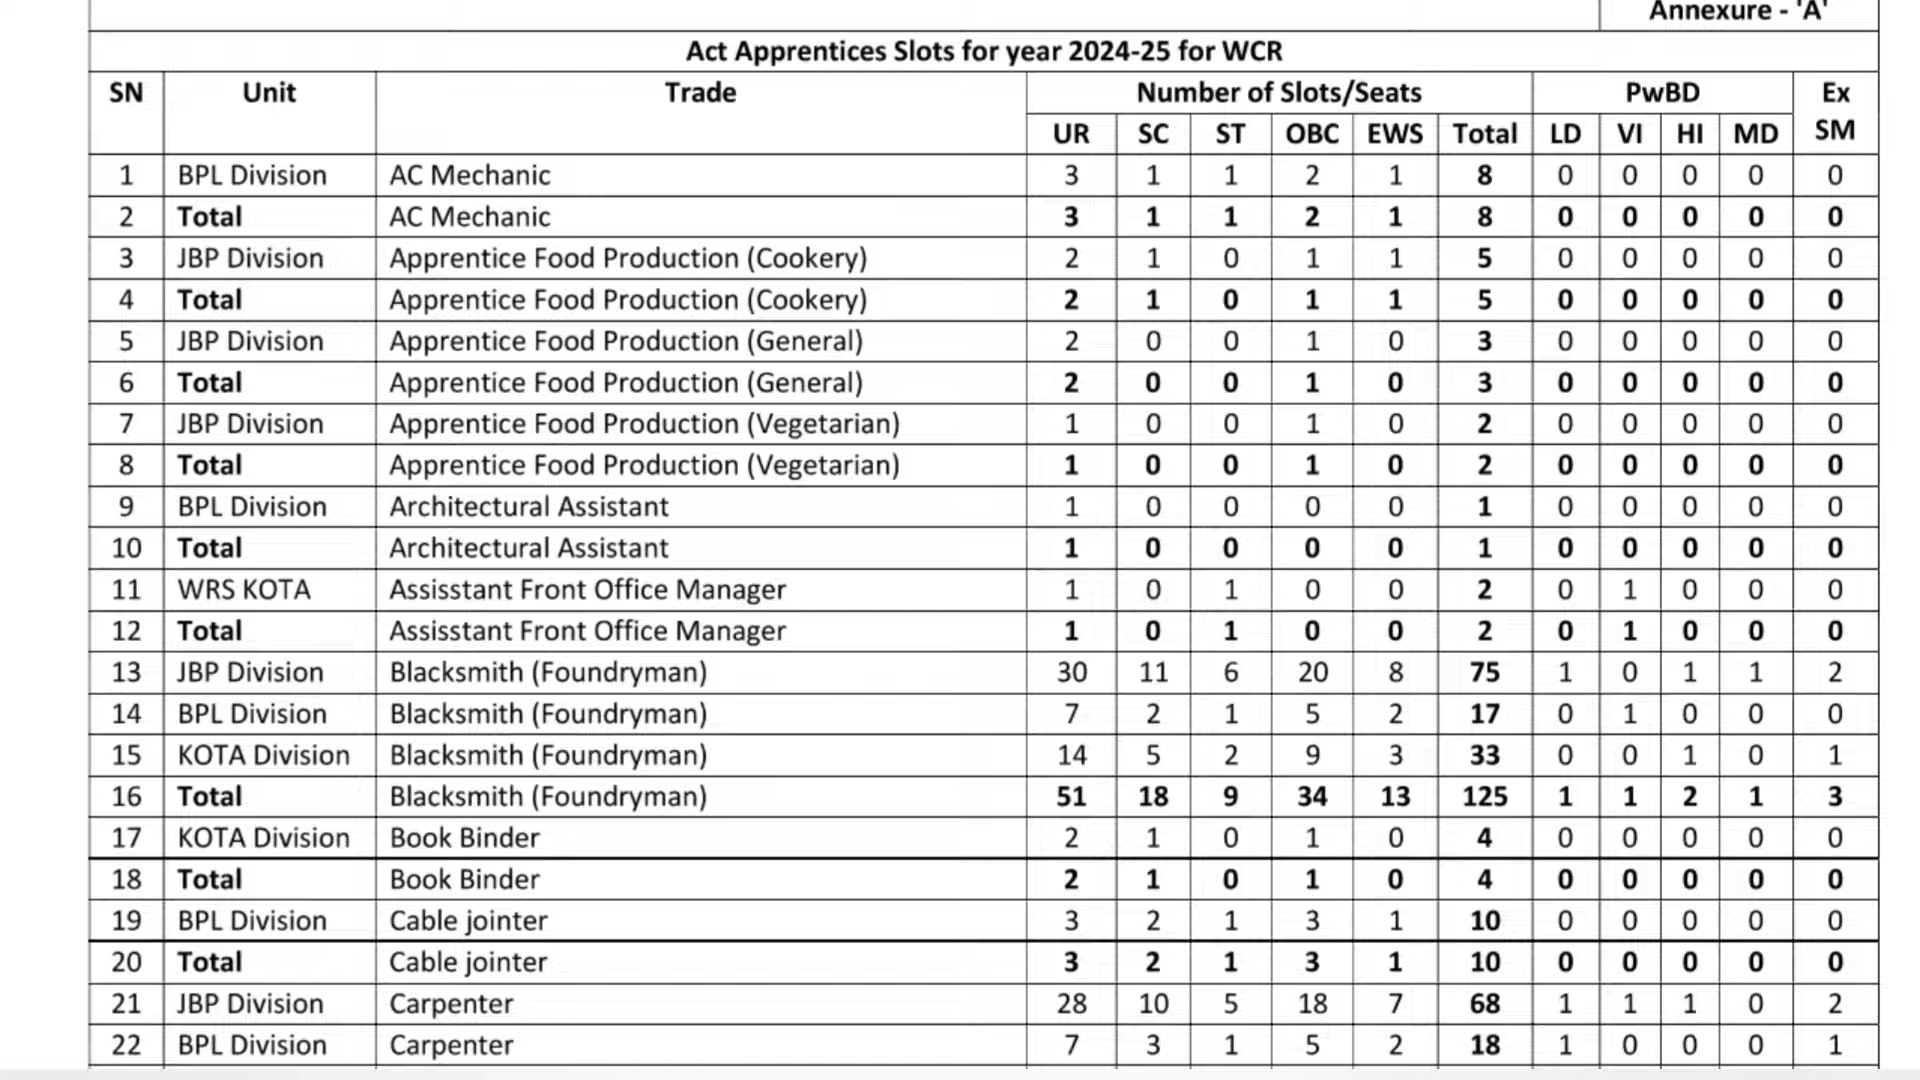 Annexure - 'A'
Act Apprentices Slots for year 2024-25 for WCR
SN Unit Trade Number of Slots/Seats PwBD Ex SM
UR SC ST OBC EWS Total LD VI HI MD
1 BPL Division AC Mechanic 3 1 1 2 1 8 0 0 0 0 0
2 Total AC Mechanic 3 1 1 2 1 8 0 0 0 0 0
3 JBP Division Apprentice Food Production (Cookery) 2 1 0 1 1 5 0 0 0 0 0
4 Total Apprentice Food Production (Cookery) 2 1 0 1 1 5 0 0 0 0 0
5 JBP Division Apprentice Food Production (General) 2 0 0 1 0 3 0 0 0 0 0
6 Total Apprentice Food Production (General) 2 0 0 1 0 3 0 0 0 0 0
7 JBP Division Apprentice Food Production (Vegetarian) 1 0 0 1 0 2 0 0 0 0 0
8 Total Apprentice Food Production (Vegetarian) 1 0 0 1 0 2 0 0 0 0 0
9 BPL Division Architectural Assistant 1 0 0 0 0 1 0 0 0 0 0
10 Total Architectural Assistant 1 0 0 0 0 1 0 0 0 0 0
11 WRS KOTA Assisstant Front Office Manager 1 0 1 0 0 2 0 1 0 0 0
12 Total Assisstant Front Office Manager 1 0 1 0 0 2 0 1 0 0 0
13 JBP Division Blacksmith (Foundryman) 30 11 6 20 8 75 1 0 1 1 2
14 BPL Division Blacksmith (Foundryman) 7 2 1 5 2 17 0 1 0 0 0
15 KOTA Division Blacksmith (Foundryman) 14 5 2 9 3 33 0 0 1 0 1
16 Total Blacksmith (Foundryman) 51 18 9 34 13 125 1 1 2 1 3
17 KOTA Division Book Binder 2 1 0 1 0 4 0 0 0 0 0
18 Total Book Binder 2 1 0 1 0 4 0 0 0 0 0
19 BPL Division Cable jointer 3 2 1 3 1 10 0 0 0 0 0
20 Total Cable jointer 3 2 1 3 1 10 0 0 0 0 0
21 JBP Division Carpenter 28 10 5 18 7 68 1 1 1 0 2
22 BPL Division Carpenter 7 3 1 5 2 18 1 0 0 0 1